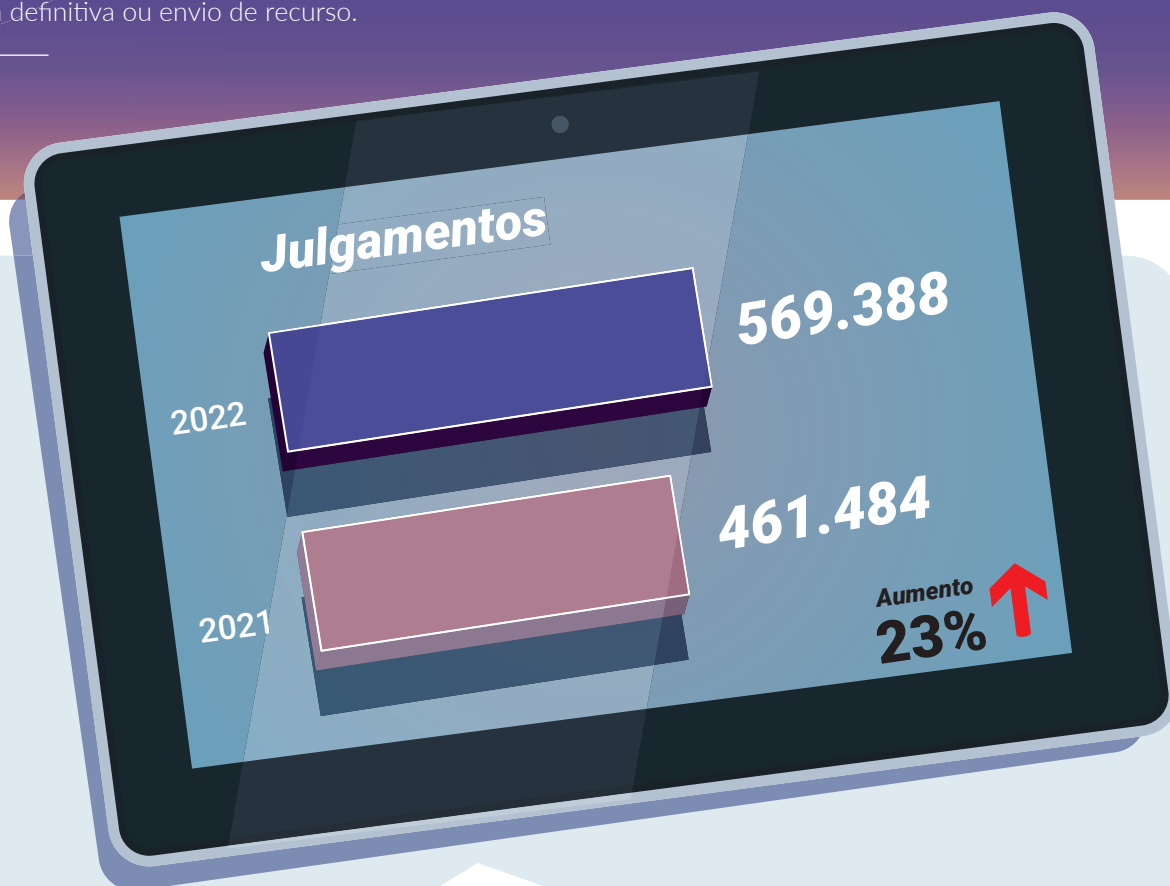 definitiva ou envio de recurso.
Julgamentos
2022
569.388
2021
461.484
Aumento
23%